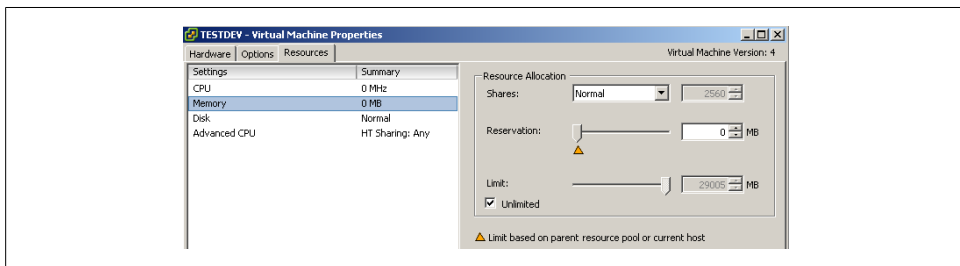 TESTDEV - Virtual Machine Properties
Hardware Options Resources Virtual Machine Version: 4
Settings Summary
CPU 0 MHz
Memory 0 MB
Disk Normal
Advanced CPU HT Sharing: Any
Resource Allocation
Shares: Normal 2560
Reservation: 0 MB
Limit: 29005 MB
Unlimited
Limit based on parent resource pool or current host